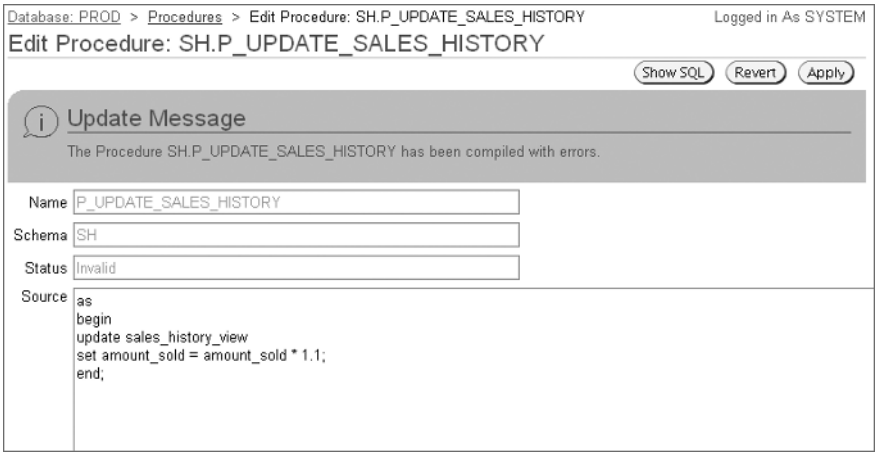 Database: PROD > Procedures > Edit Procedure: SH.P_UPDATE_SALES_HISTORY Logged in As SYSTEM
Edit Procedure: SH.P_UPDATE_SALES_HISTORY
Show SQL Revert Apply
i Update Message
The Procedure SH.P_UPDATE_SALES_HISTORY has been compiled with errors.
Name P_UPDATE_SALES_HISTORY
Schema SH
Status Invalid
Source as
begin
update sales_history_view
set amount_sold = amount_sold * 1.1;
end;